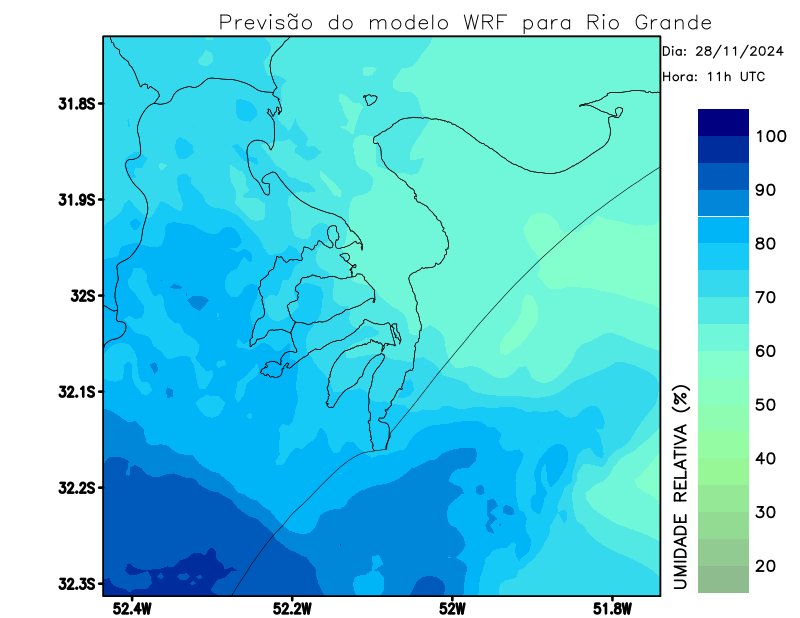 Previsão do modelo WRF para Rio Grande
Dia: 28/11/2024
Hora: 11h UTC
31.8S
31.9S
32S
32.1S
32.2S
32.3S
52.4W
52.2W
52W
51.8W
100
90
80
70
60
50
40
30
20
UMIDADE RELATIVA (%)